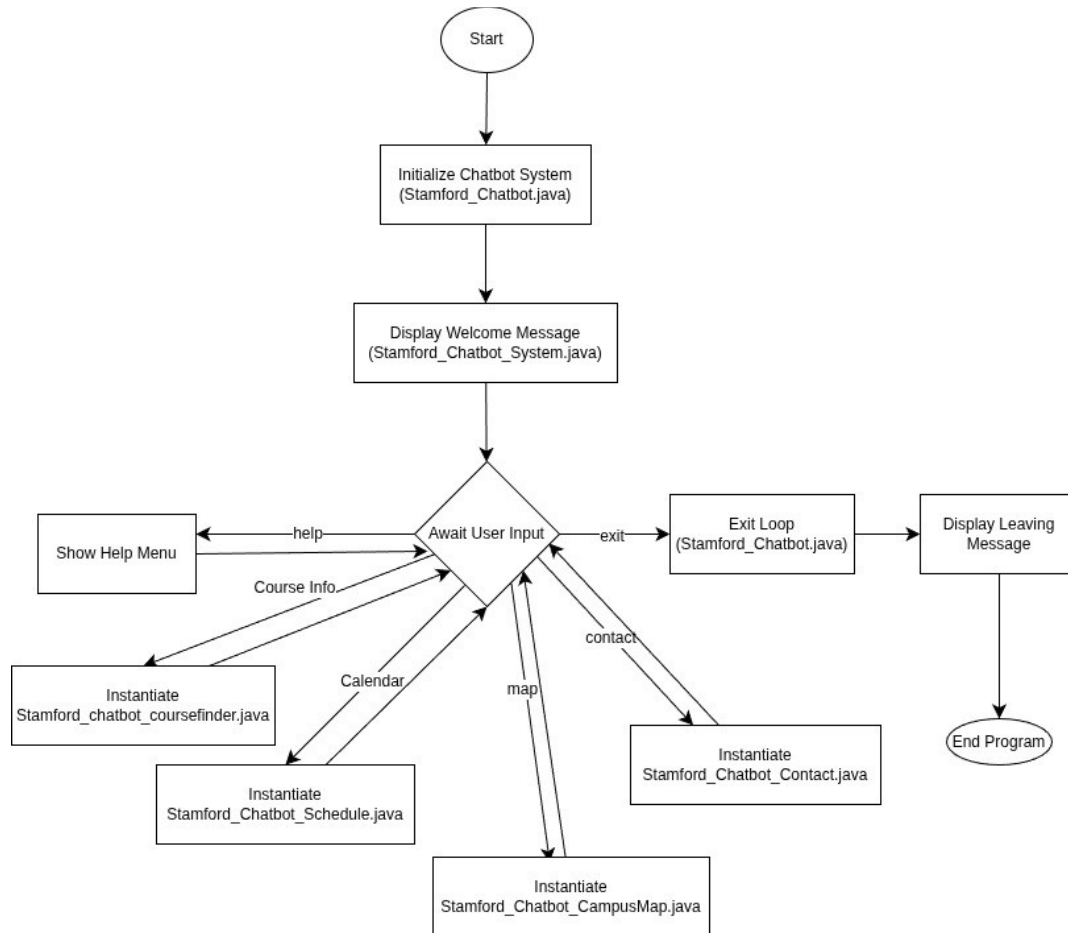 Start
Initialize Chatbot System
(Stamford_Chatbot.java)
Display Welcome Message
(Stamford_Chatbot_System.java)
Await User Input
help
Show Help Menu
exit
Exit Loop
(Stamford_Chatbot.java)
Display Leaving
Message
Course Info
Instantiate
Stamford_chatbot_coursefinder.java
Calendar
Instantiate
Stamford_Chatbot_Schedule.java
map
Instantiate
Stamford_Chatbot_CampusMap.java
contact
Instantiate
Stamford_Chatbot_Contact.java
End Program